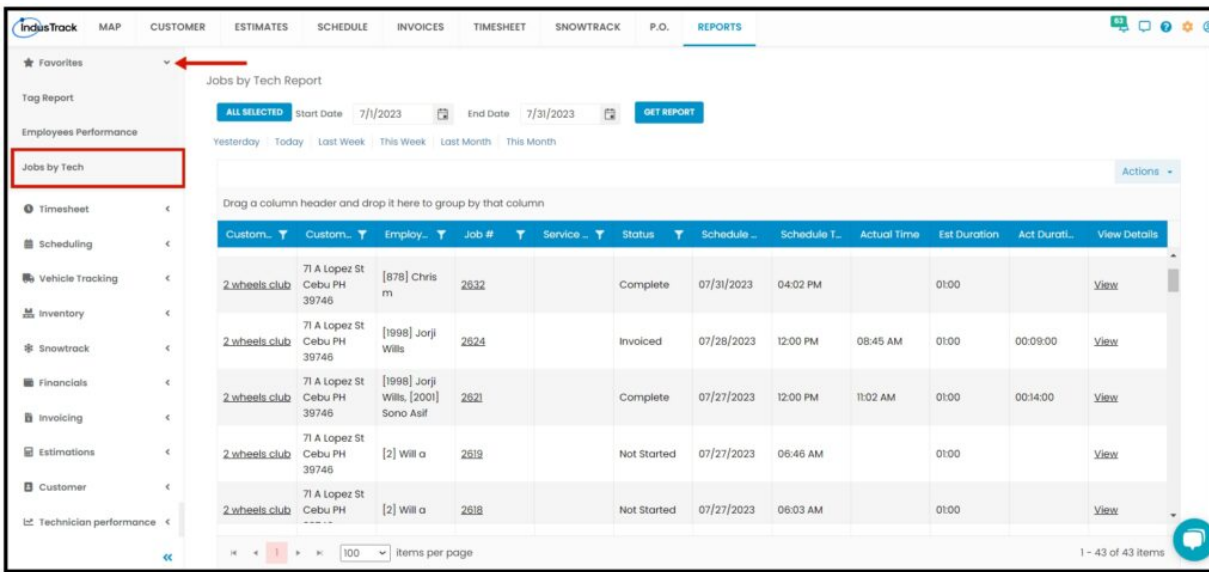 IndusTrack MAP CUSTOMER ESTIMATES SCHEDULE INVOICES TIMESHEET SNOWTRACK P.O. REPORTS 63
Favorites
Tag Report
Employees Performance
Jobs by Tech
Timesheet
Scheduling
Vehicle Tracking
Inventory
Snowtrack
Financials
Invoicing
Estimations
Customer
Technician performance
Jobs by Tech Report
ALL SELECTED Start Date 7/1/2023 End Date 7/31/2023 GET REPORT
Yesterday Today Last Week This Week Last Month This Month
Actions
Drag a column header and drop it here to group by that column
Custom... Custom... Employ... Job # Service ... Status Schedule ... Schedule T... Actual Time Est Duration Act Durati... View Details
71 A Lopez St
2 wheels club Cebu PH [878] Chris m 2632 Complete 07/31/2023 04:02 PM 01:00 View
39746
71 A Lopez St
2 wheels club Cebu PH [1998] Jorji Wills 2624 Invoiced 07/28/2023 12:00 PM 08:45 AM 01:00 00:09:00 View
39746
71 A Lopez St [1998] Jorji
2 wheels club Cebu PH Wills, [2001] 2621 Complete 07/27/2023 12:00 PM 11:02 AM 01:00 00:14:00 View
39746 Sono Asif
71 A Lopez St
2 wheels club Cebu PH [2] Will a 2619 Not Started 07/27/2023 06:46 AM 01:00 View
39746
71 A Lopez St
2 wheels club Cebu PH [2] Will a 2618 Not Started 07/27/2023 06:03 AM 01:00 View
1 100 items per page 1 - 43 of 43 items